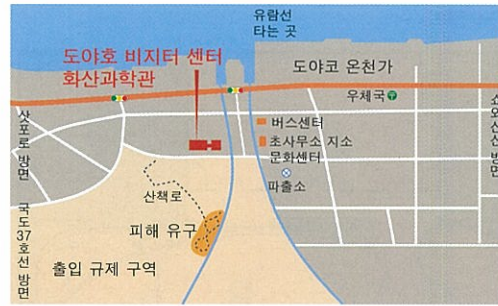 유람선
타는 곳
도야호 비지터 센터
화산과학관
도야코 온천가
우체국
삿포로 방면
버스센터
초사무소 지소
문화센터
파출소
산책로
피해 유구
국도37호선 방면
출입 규제 구역